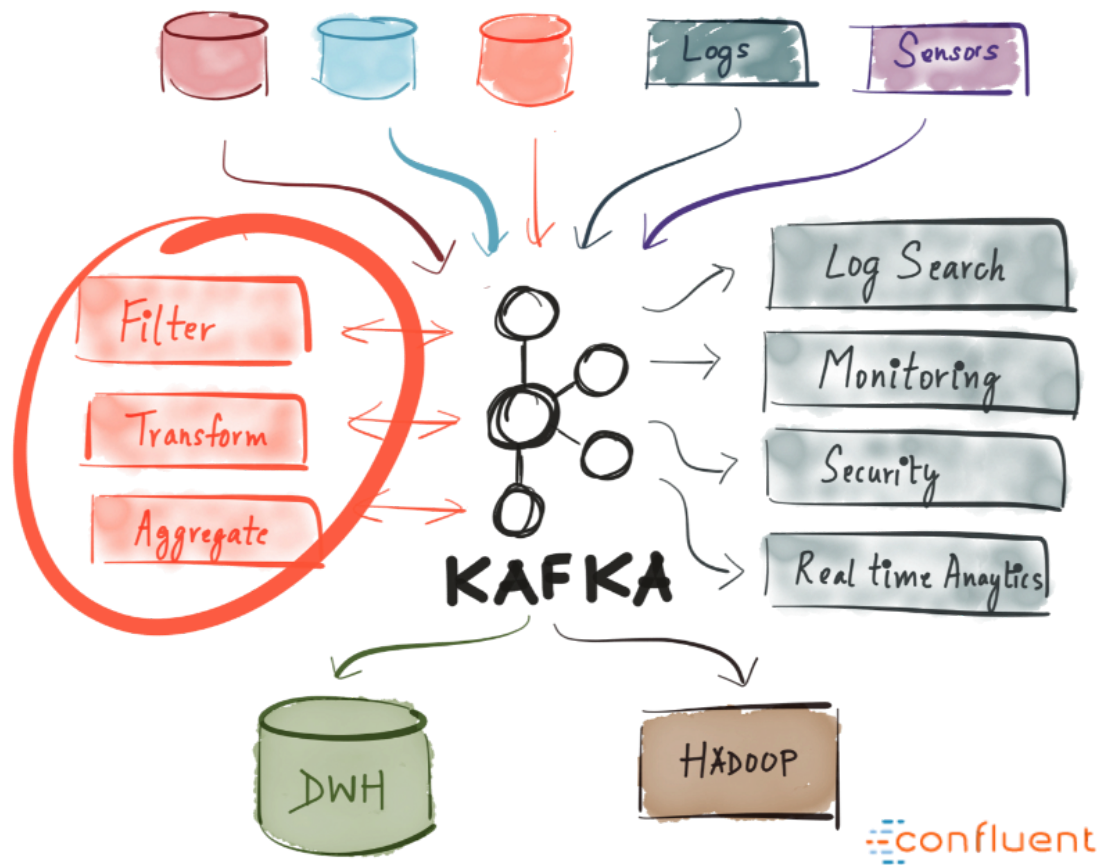 Logs
Sensors
Filter
Transform
Aggregate
Log Search
Monitoring
Security
Real time Anaytics
KAFKA
DWH
HADOOP
confluent